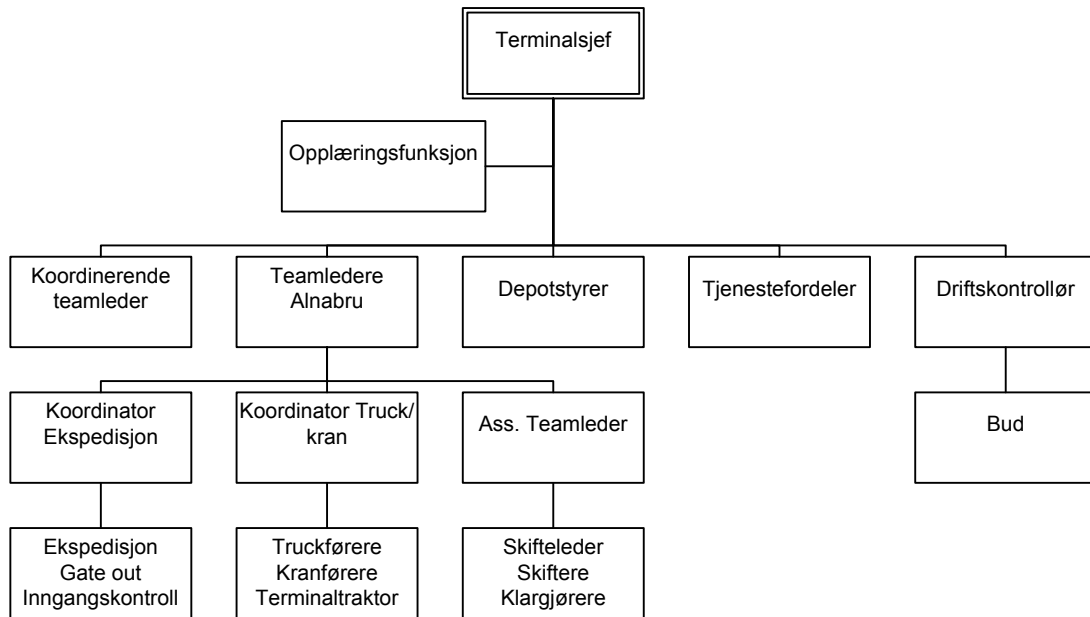 Terminalsjef
Opplæringsfunksjon
Koordinerende
teamleder
Teamledere
Alnabru
Depotstyrer
Tjenestefordeler
Driftskontrollør
Koordinator
Ekspedisjon
Koordinator Truck/
kran
Ass. Teamleder
Bud
Ekspedisjon
Gate out
Inngangskontroll
Truckførere
Kranførere
Terminaltraktor
Skifteleder
Skiftere
Klargjørere